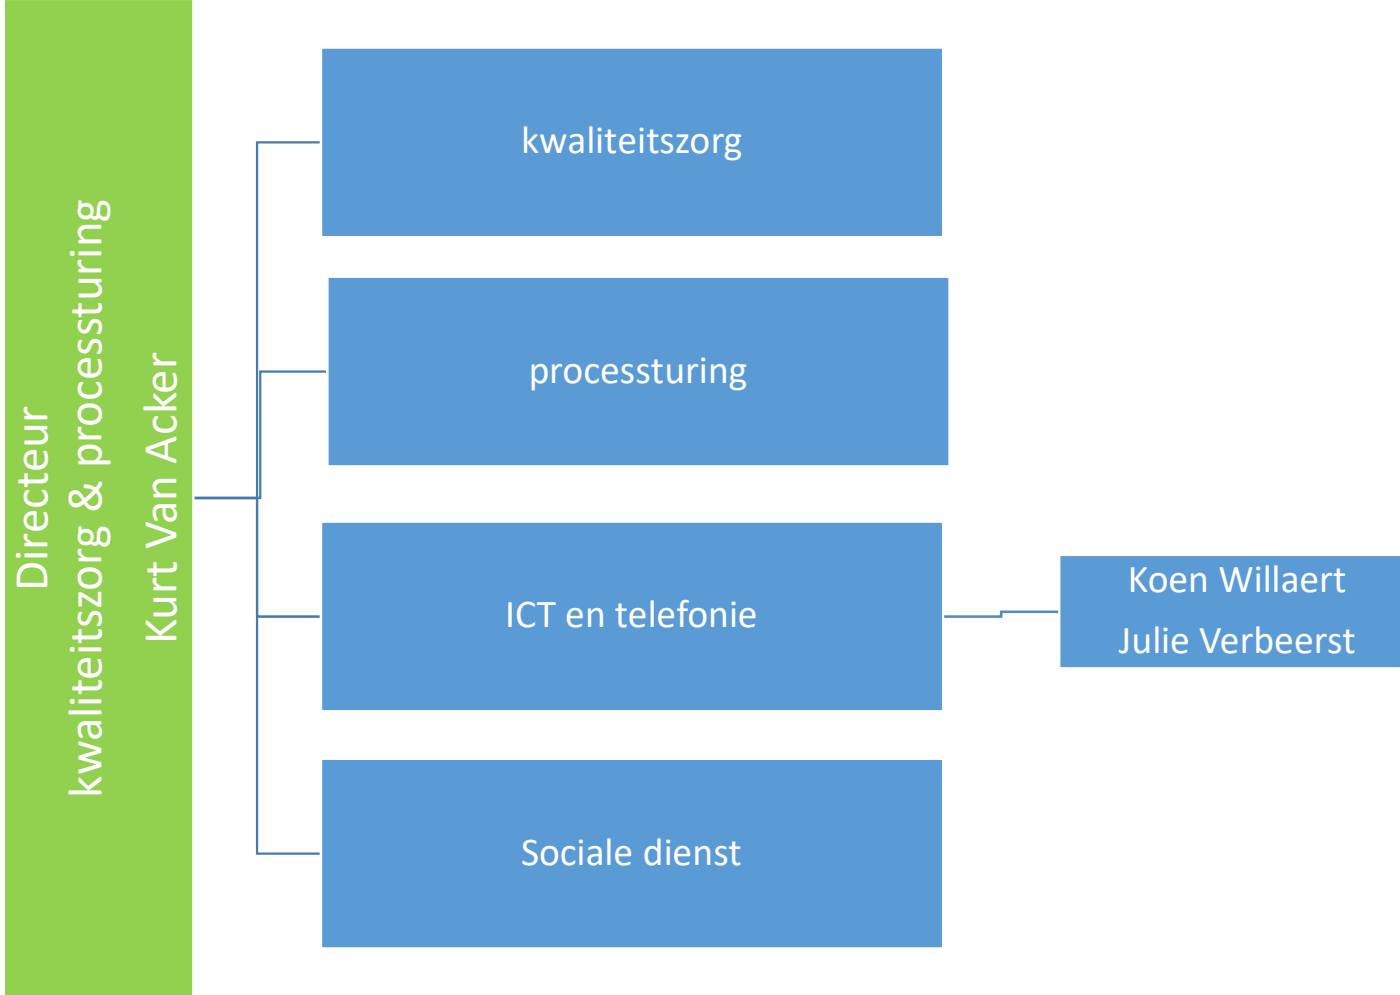 Directeur
kwaliteitszorg & processturing
Kurt Van Acker
kwaliteitszorg
processturing
ICT en telefonie
Koen Willaert
Julie Verbeerst
Sociale dienst